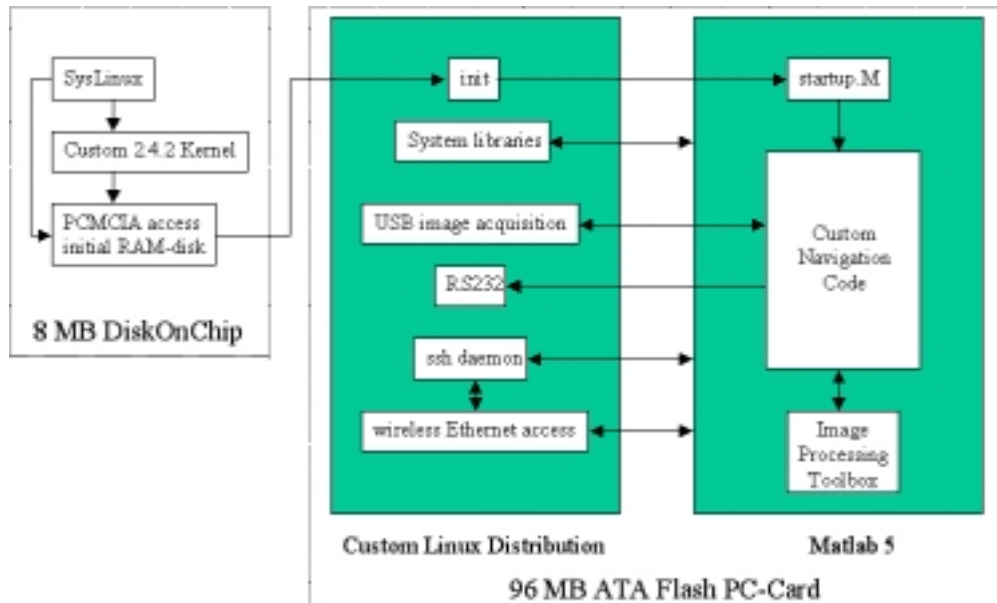 SysLinux
Custom 2.4.2 Kernel
PCMCIA access
initial RAM-disk
8 MB DiskOnChip
init
System libraries
USB image acquisition
RS232
ssh daemon
wireless Ethernet access
Custom Linux Distribution
startup.M
Custom
Navigation
Code
Image
Processing
Toolbox
Matlab 5
96 MB ATA Flash PC-Card